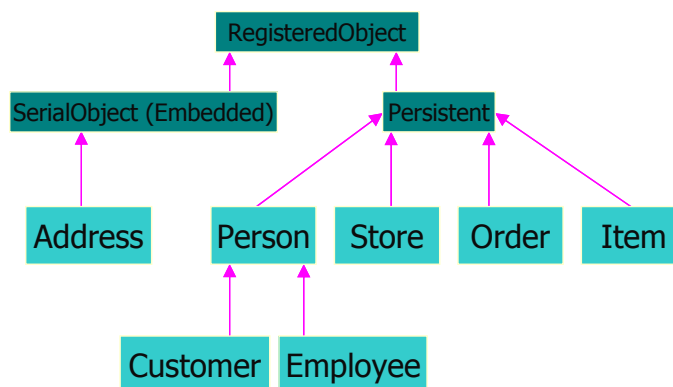 RegisteredObject
SerialObject (Embedded)
Persistent
Address
Person
Store
Order
Item
Customer
Employee